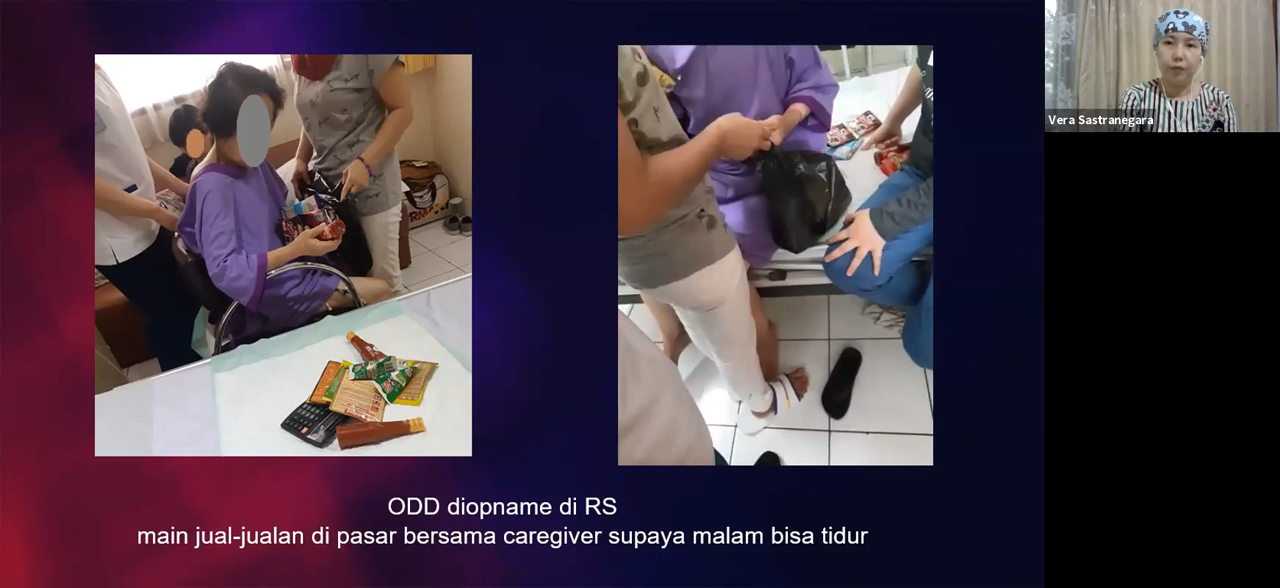 Vera Sastranegara
ODD diopname di RS
main jual-jualan di pasar bersama caregiver supaya malam bisa tidur